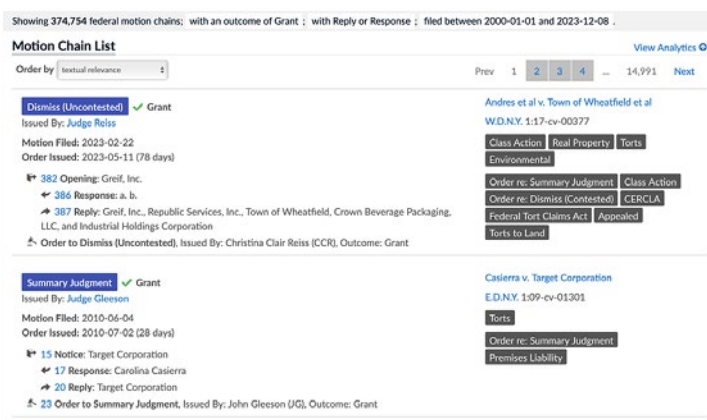 Showing 374,754 federal motion chains; with an outcome of Grant ; with Reply or Response ; filed between 2000-01-01 and 2023-12-08 .
Motion Chain List
View Analytics
Order by textual relevance
Prev 1 2 3 4 ... 14,991 Next
Dismiss (Uncontested) Grant
Issued By: Judge Reiss
Motion Filed: 2023-02-22
Order Issued: 2023-05-11 (78 days)
382 Opening: Greif, Inc.
386 Response: a. b.
387 Reply: Greif, Inc., Republic Services, Inc., Town of Wheatfield, Crown Beverage Packaging,
LLC, and Industrial Holdings Corporation
Order to Dismiss (Uncontested), Issued By: Christina Clair Reiss (CCR), Outcome: Grant
Andres et al v. Town of Wheatfield et al
W.D.N.Y. 1:17-cv-00377
Class Action Real Property Torts
Environmental
Order re: Summary Judgment Class Action
Order re: Dismiss (Contested) CERCLA
Federal Tort Claims Act Appealed
Torts to Land
Summary Judgment Grant
Issued By: Judge Gleeson
Motion Filed: 2010-06-04
Order Issued: 2010-07-02 (28 days)
15 Notice: Target Corporation
17 Response: Carolina Casierra
20 Reply: Target Corporation
23 Order to Summary Judgment, Issued By: John Gleeson (JG), Outcome: Grant
Casierra v. Target Corporation
E.D.N.Y. 1:09-cv-01301
Torts
Order re: Summary Judgment
Premises Liability